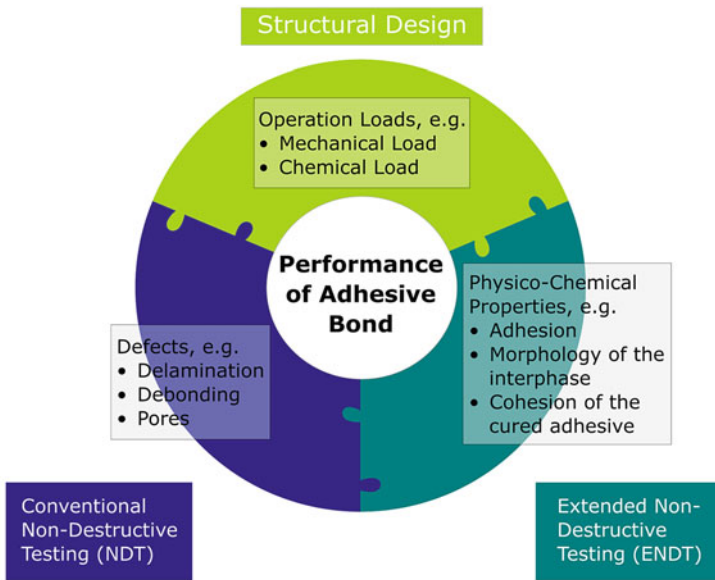 Structural Design
Operation Loads, e.g.
• Mechanical Load
• Chemical Load
Performance
of Adhesive
Bond
Physico-Chemical
Properties, e.g.
• Adhesion
• Morphology of the
interphase
• Cohesion of the
cured adhesive
Defects, e.g.
• Delamination
• Debonding
• Pores
Conventional
Non-Destructive
Testing (NDT)
Extended Non-
Destructive
Testing (ENDT)